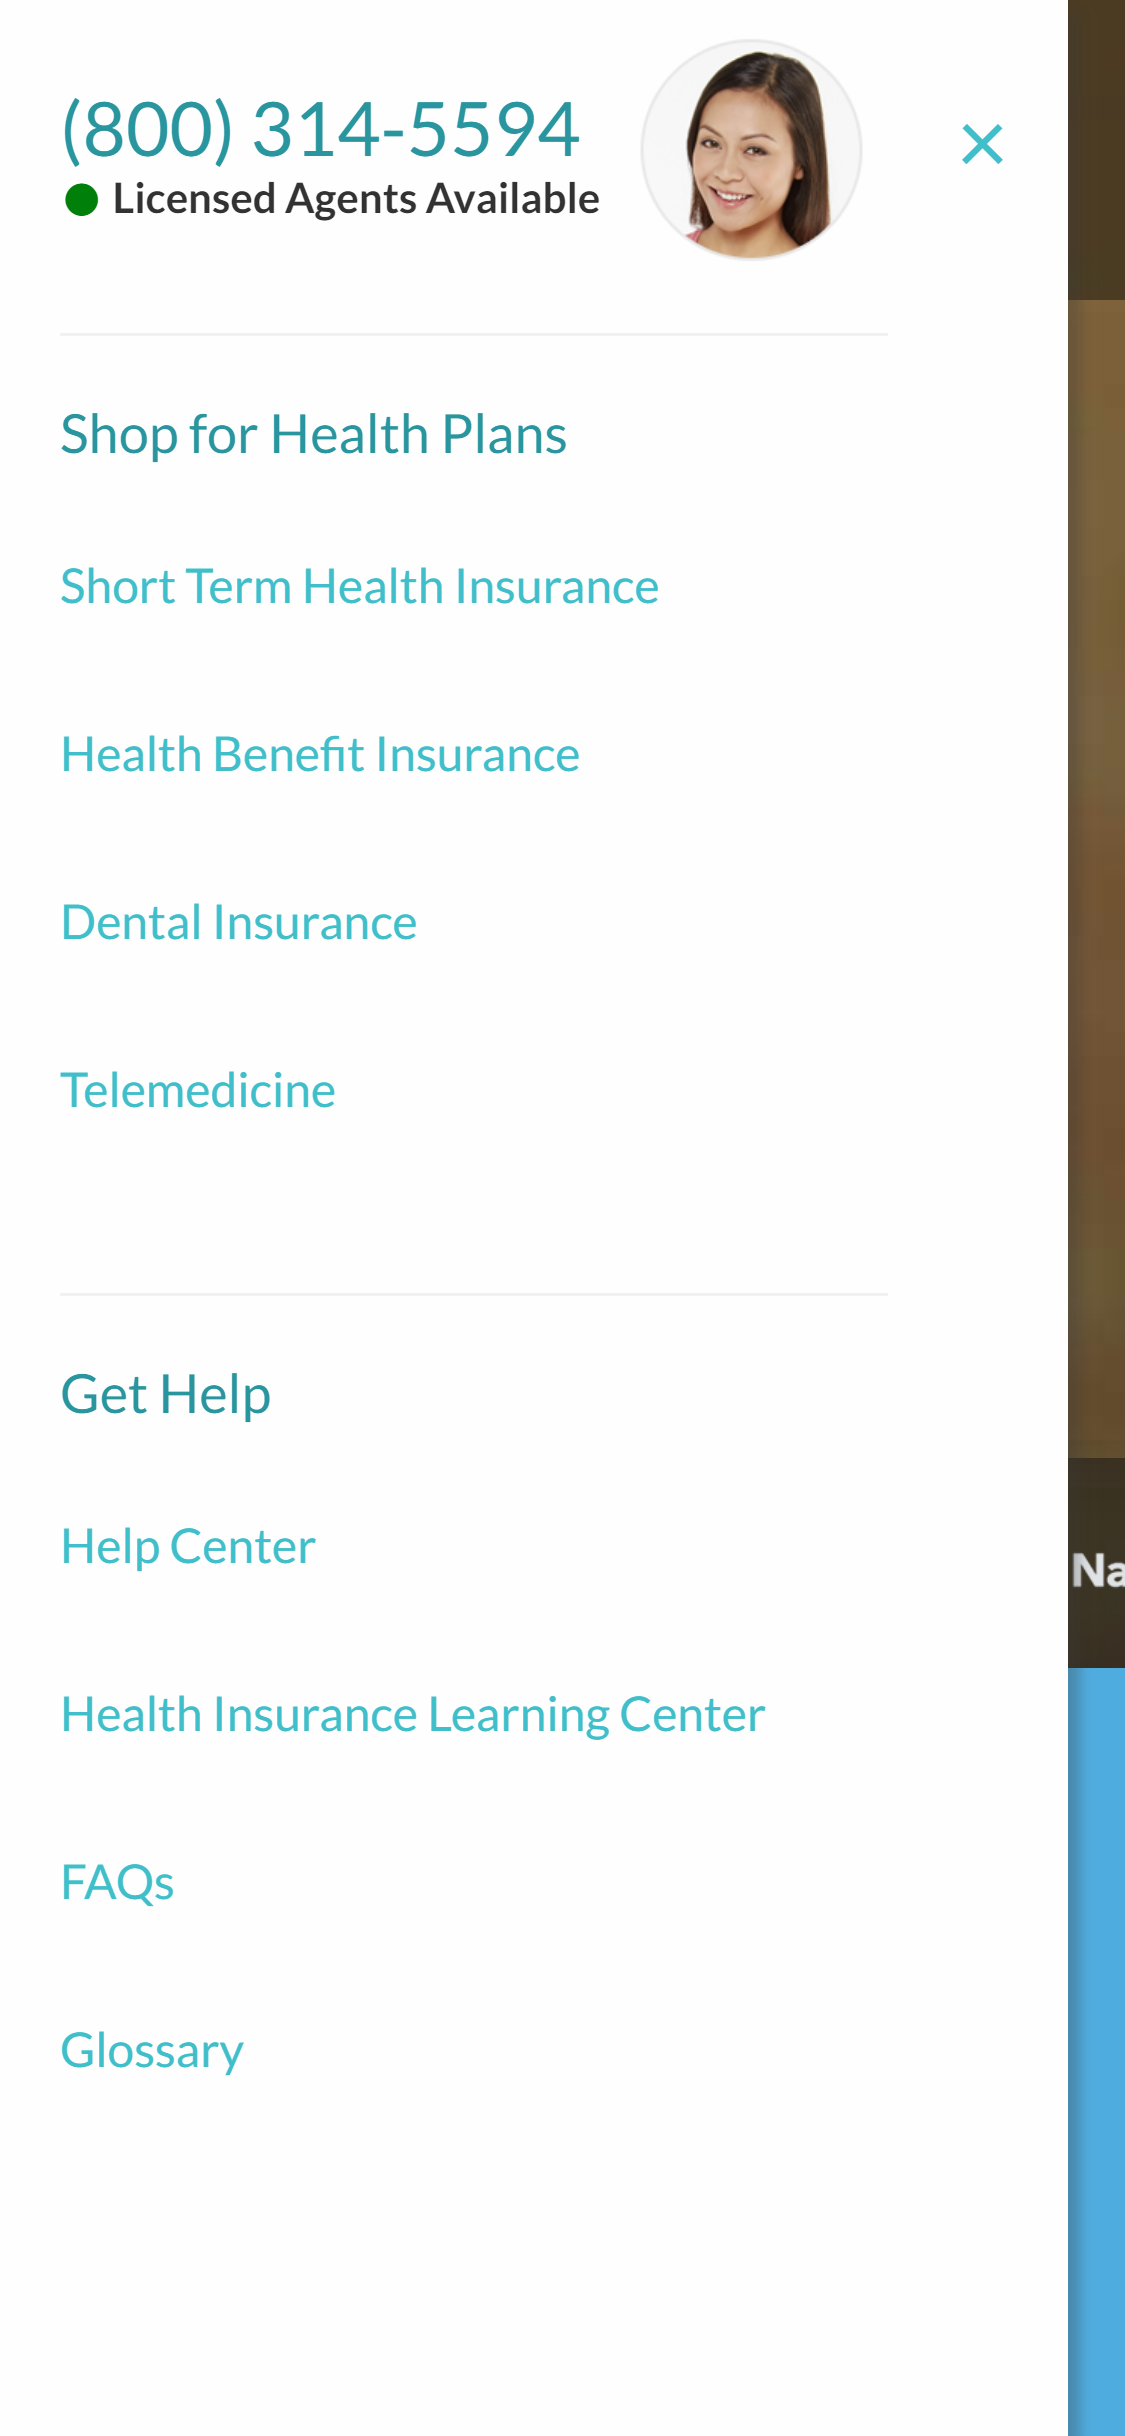 (800) 314-5594
Licensed Agents Available
Shop for Health Plans
Short Term Health Insurance
Health Benefit Insurance
Dental Insurance
Telemedicine
Get Help
Help Center
Health Insurance Learning Center
FAQs
Glossary
Na